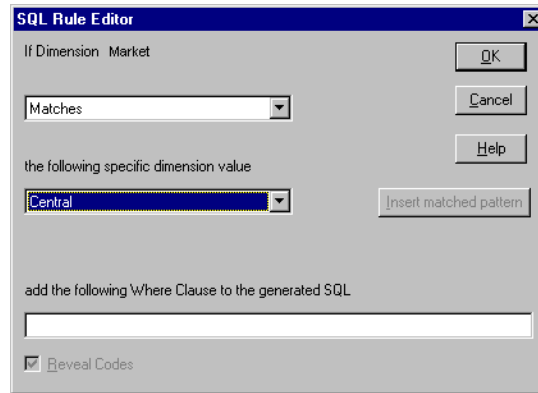 SQL Rule Editor
If Dimension Market
OK
Matches
Cancel
Help
the following specific dimension value
Central
Insert matched pattern
add the following Where Clause to the generated SQL
Reveal Codes